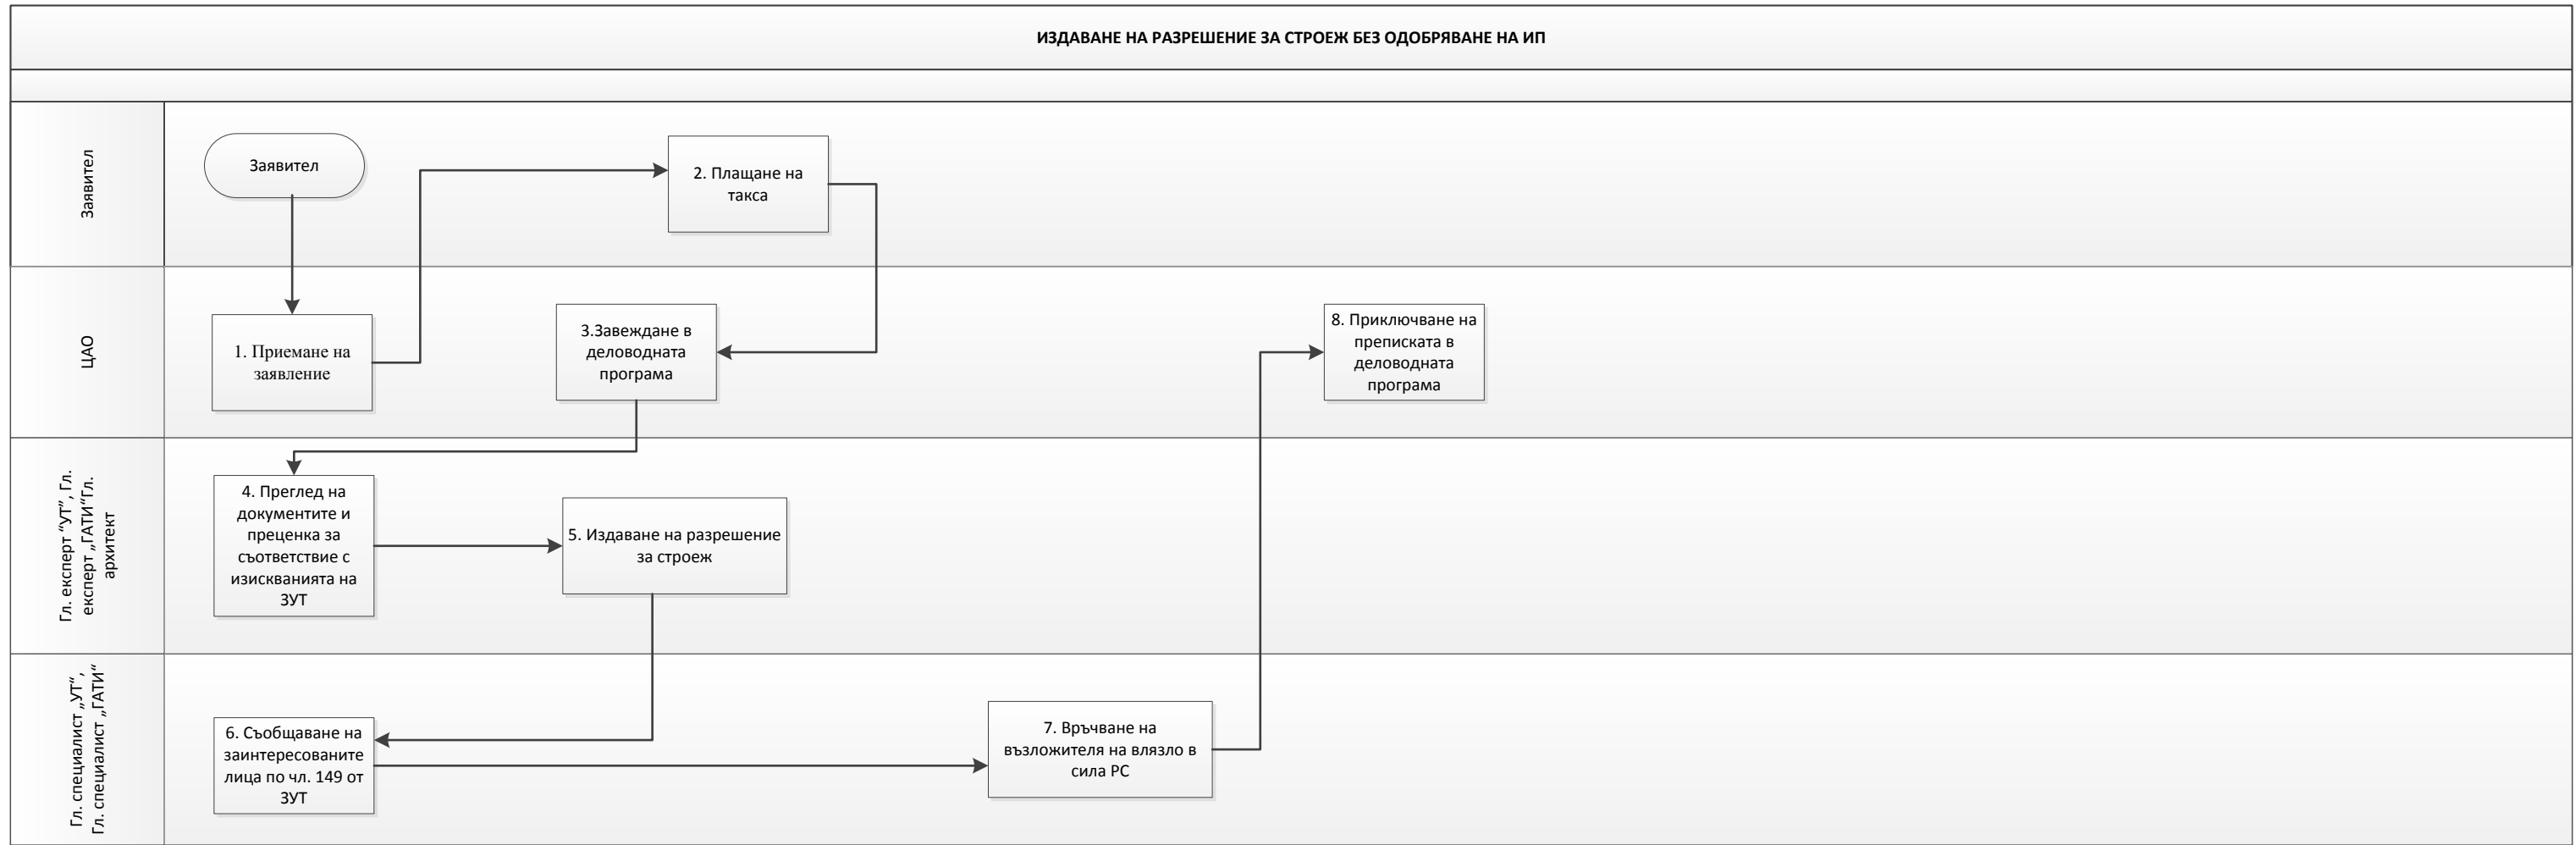 ИЗДАВАНЕ НА РАЗРЕШЕНИЕ ЗА СТРОЕЖ БЕЗ ОДОБРЯВАНЕ НА ИП
Заявител
Заявител
2. Плащане на
такса
ЦАО
1. Приемане на
заявление
3.Завеждане в
деловодната
програма
8. Приключване на
преписката в
деловодната
програма
Гл. експерт “УТ”, Гл.
експерт „ГАТИ“Гл.
архитект
4. Преглед на
документите и
преценка за
съответствие с
изискванията на
ЗУТ
5. Издаване на разрешение
за строеж
Гл. специалист „УТ“,
Гл. специалист „ГАТИ“
6. Съобщаване на
заинтересованите
лица по чл. 149 от
ЗУТ
7. Връчване на
възложителя на влязло в
сила РС